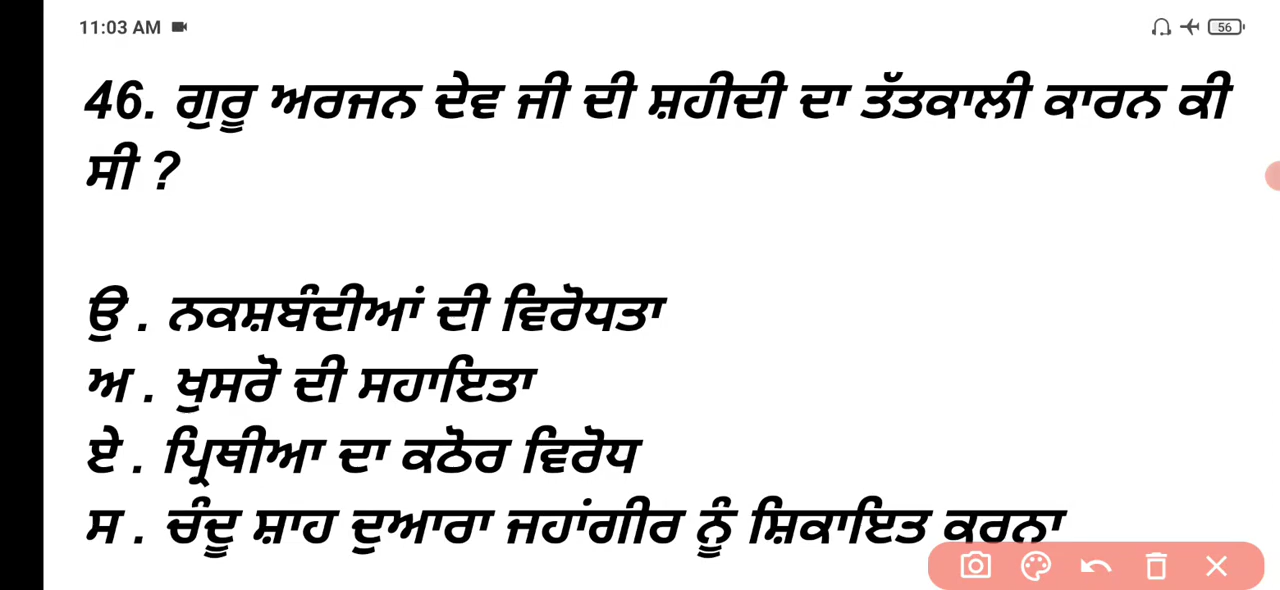 11:03 AM
56
46. ਗੁਰੂ ਅਰਜਨ ਦੇਵ ਜੀ ਦੀ ਸ਼ਹੀਦੀ ਦਾ ਤੱਤਕਾਲੀ ਕਾਰਨ ਕੀ
ਸੀ ?
ਉ . ਨਕਸ਼ਬੰਦੀਆਂ ਦੀ ਵਿਰੋਧਤਾ
ਅ . ਖੁਸਰੋ ਦੀ ਸਹਾਇਤਾ
ਏ . ਪ੍ਰਿਥੀਆ ਦਾ ਕਠੋਰ ਵਿਰੋਧ
ਸ . ਚੰਦੂ ਸ਼ਾਹ ਦੁਆਰਾ ਜਹਾਂਗੀਰ ਨੂੰ ਸ਼ਿਕਾਇਤ ਕਰਨਾ